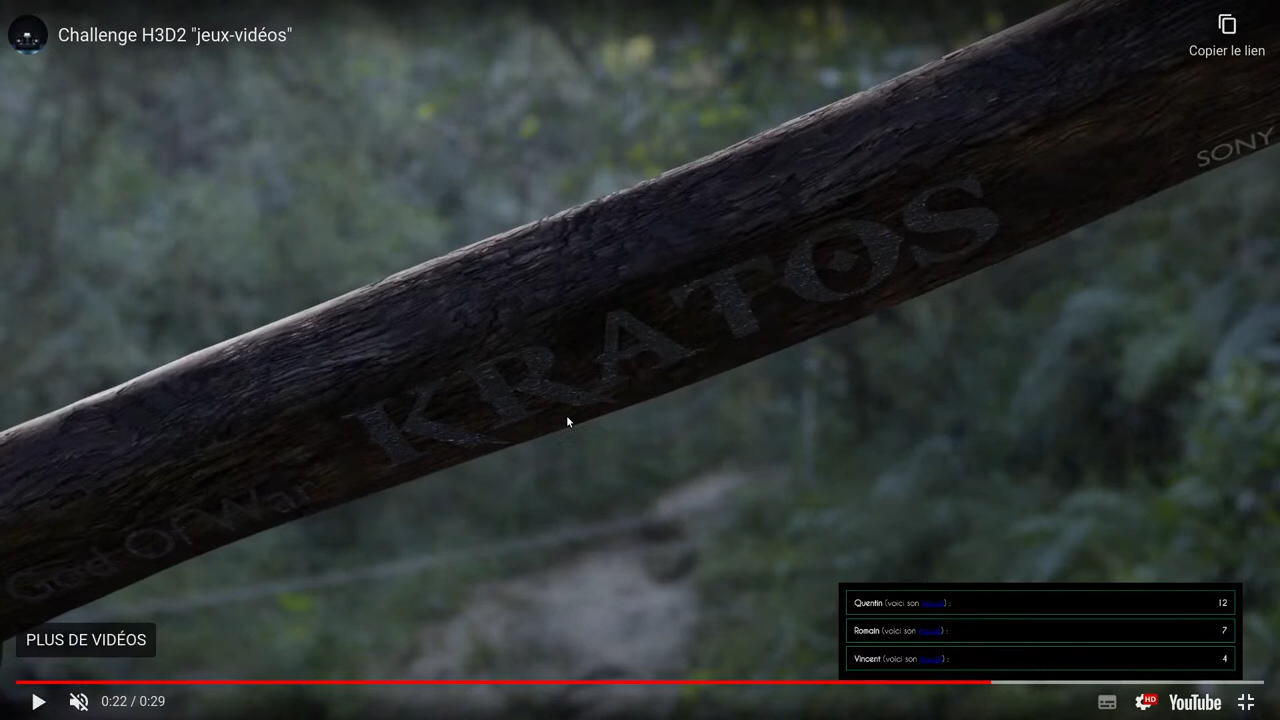 Challenge H3D2 "jeux-vidéos"
Copier le lien
SONY
KRATOS
God Of War
Quentin (voici son
) :
12
Romain (voici son
) :
7
Vincent (voici son
) :
4
PLUS DE VIDÉOS
0:22 / 0:29
HD
YouTube